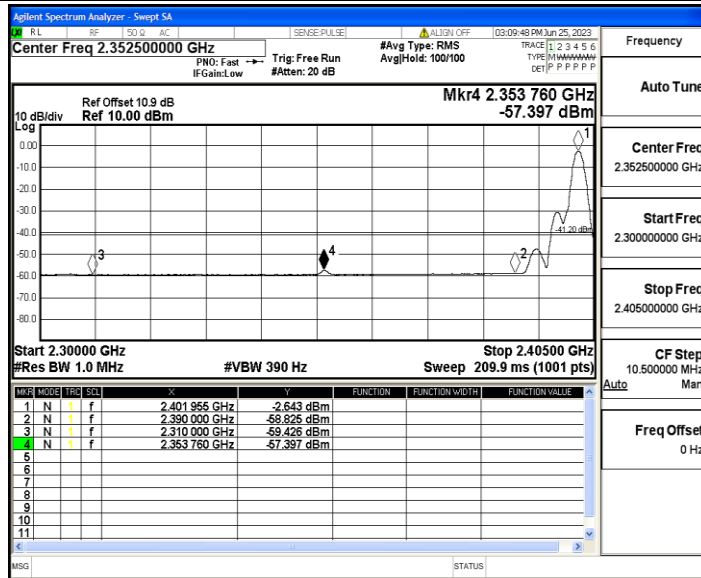 Agilent Spectrum Analyzer - Swept SA
RL RF 50 Ω AC SENSE:PULSE ALIGN OFF 03:09:48 PM Jun 25, 2023
Center Freq 2.352500000 GHz
PNO: Fast Trig: Free Run
IFGain:Low #Atten: 20 dB
#Avg Type: RMS
Avg|Hold: 100/100
TRACE 1 2 3 4 5 6
TYPE MWWWWW
DET P P P P P P
Frequency
Ref Offset 10.9 dB
10 dB/div Ref 10.00 dBm
Log
Mkr4 2.353 760 GHz
-57.397 dBm
0.00
-10.0
-20.0
-30.0
-40.0
-50.0
-60.0
-70.0
-80.0
1
2
3
4
-41.20 dBm
Start 2.30000 GHz Stop 2.40500 GHz
#Res BW 1.0 MHz #VBW 390 Hz Sweep 209.9 ms (1001 pts)
MKR MODE TRC SCL X Y FUNCTION FUNCTION WIDTH FUNCTION VALUE
1 N 1 f 2.401 955 GHz -2.643 dBm
2 N 1 f 2.390 000 GHz -58.825 dBm
3 N 1 f 2.310 000 GHz -59.426 dBm
4 N 1 f 2.353 760 GHz -57.397 dBm
5
6
7
8
9
10
11
MSG STATUS
Auto Tune
Center Freq
2.352500000 GHz
Start Freq
2.300000000 GHz
Stop Freq
2.405000000 GHz
CF Step
10.500000 MHz
Auto Man
Freq Offset
0 Hz